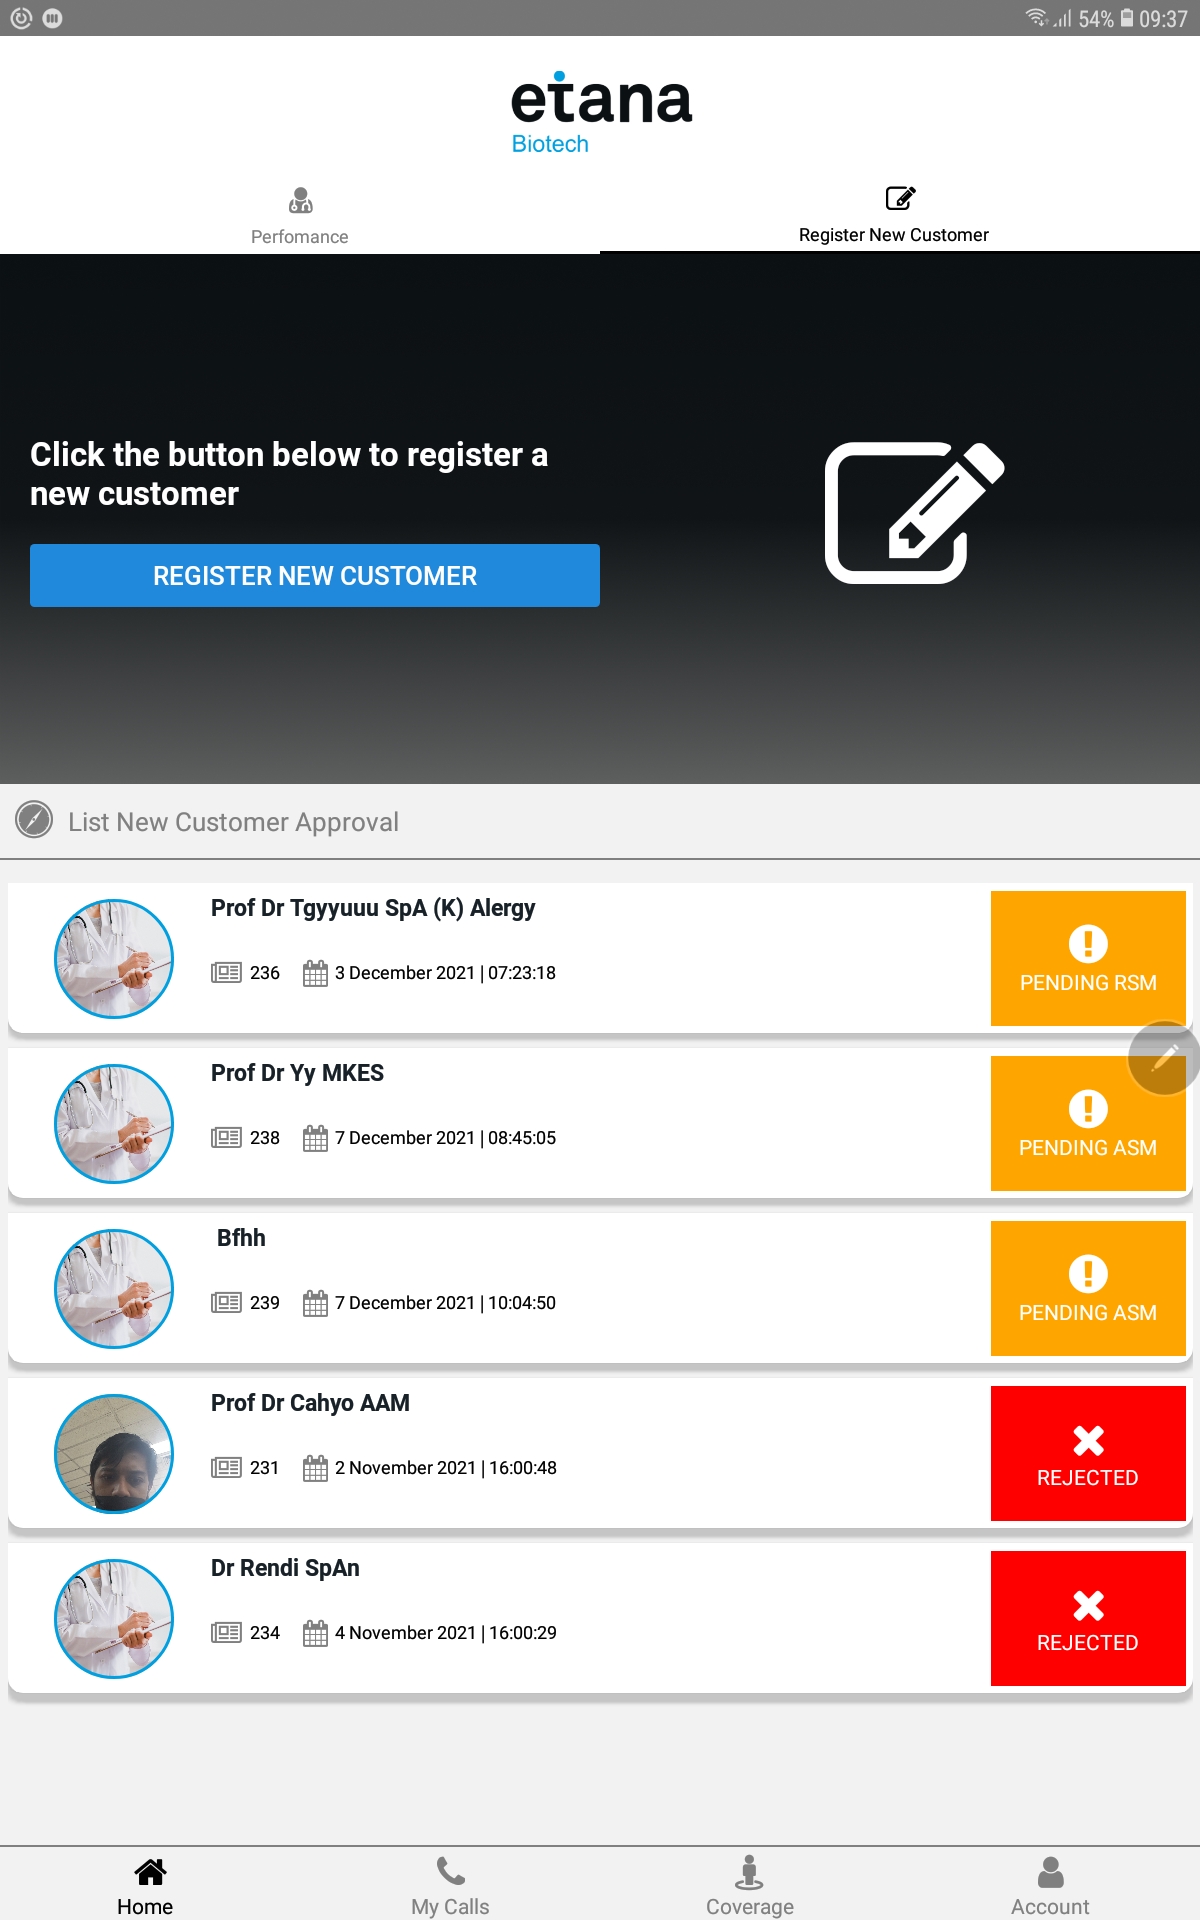 54% 09:37
etana
Biotech
Perfomance
Register New Customer
Click the button below to register a
new customer
REGISTER NEW CUSTOMER
List New Customer Approval
Prof Dr Tgyyuuu SpA (K) Alergy
236 3 December 2021 | 07:23:18
PENDING RSM
Prof Dr Yy MKES
238 7 December 2021 | 08:45:05
PENDING ASM
Bfhh
239 7 December 2021 | 10:04:50
PENDING ASM
Prof Dr Cahyo AAM
231 2 November 2021 | 16:00:48
REJECTED
Dr Rendi SpAn
234 4 November 2021 | 16:00:29
REJECTED
Home My Calls Coverage Account